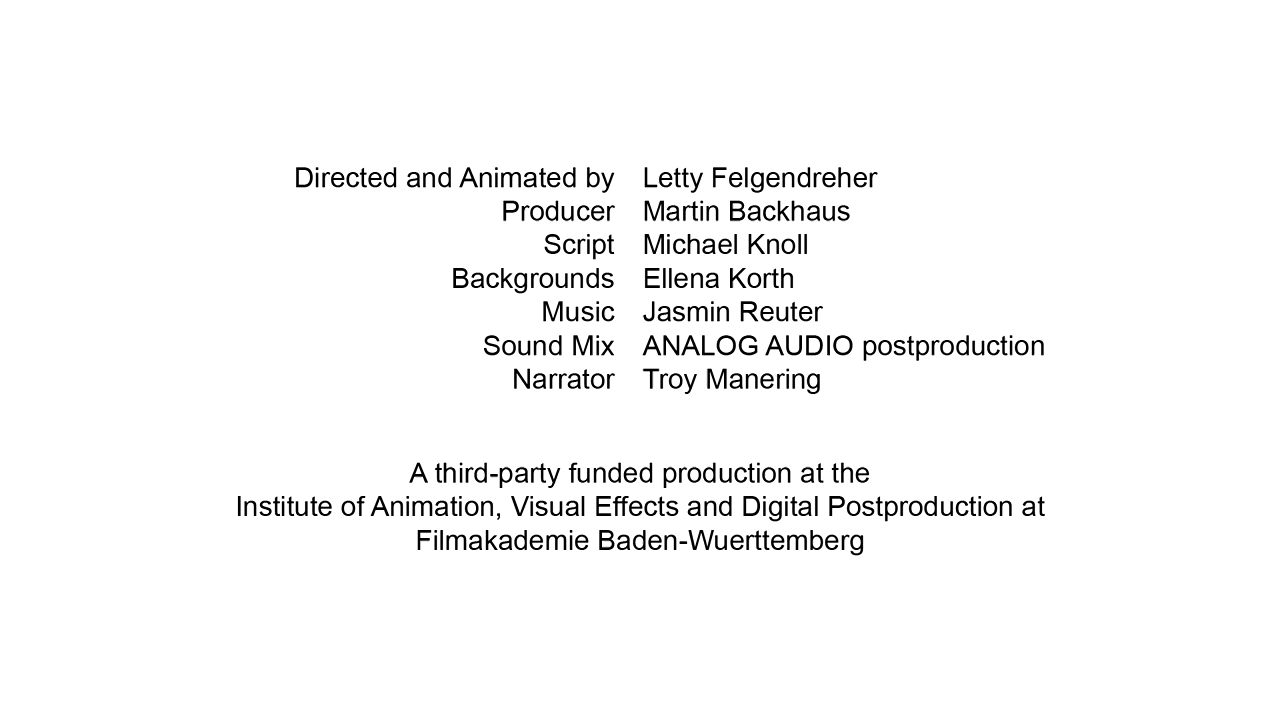 Directed and Animated by Letty Felgendreher
Producer Martin Backhaus
Script Michael Knoll
Backgrounds Ellena Korth
Music Jasmin Reuter
Sound Mix ANALOG AUDIO postproduction
Narrator Troy Manering
A third-party funded production at the
Institute of Animation, Visual Effects and Digital Postproduction at
Filmakademie Baden-Wuerttemberg